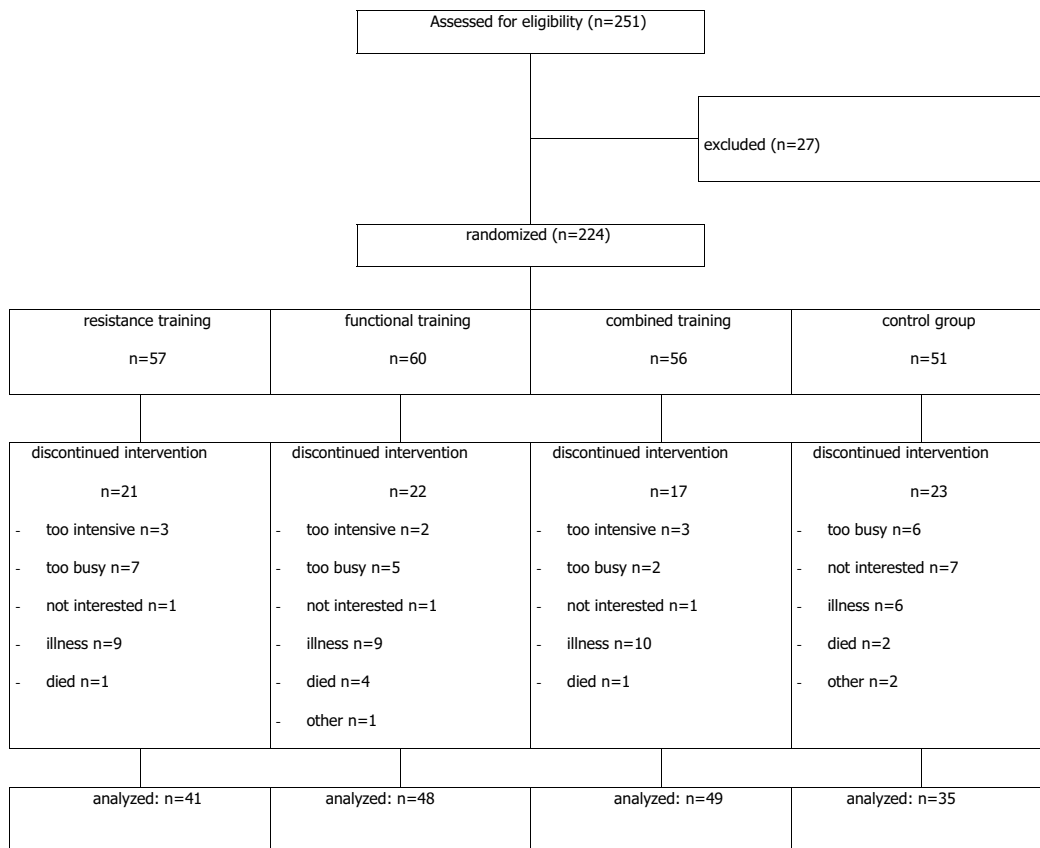 Assessed for eligibility (n=251)
excluded (n=27)
randomized (n=224)
resistance training
n=57
functional training
n=60
combined training
n=56
control group
n=51
discontinued intervention
n=21
- too intensive n=3
- too busy n=7
- not interested n=1
- illness n=9
- died n=1
discontinued intervention
n=22
- too intensive n=2
- too busy n=5
- not interested n=1
- illness n=9
- died n=4
- other n=1
discontinued intervention
n=17
- too intensive n=3
- too busy n=2
- not interested n=1
- illness n=10
- died n=1
discontinued intervention
n=23
- too busy n=6
- not interested n=7
- illness n=6
- died n=2
- other n=2
analyzed: n=41
analyzed: n=48
analyzed: n=49
analyzed: n=35